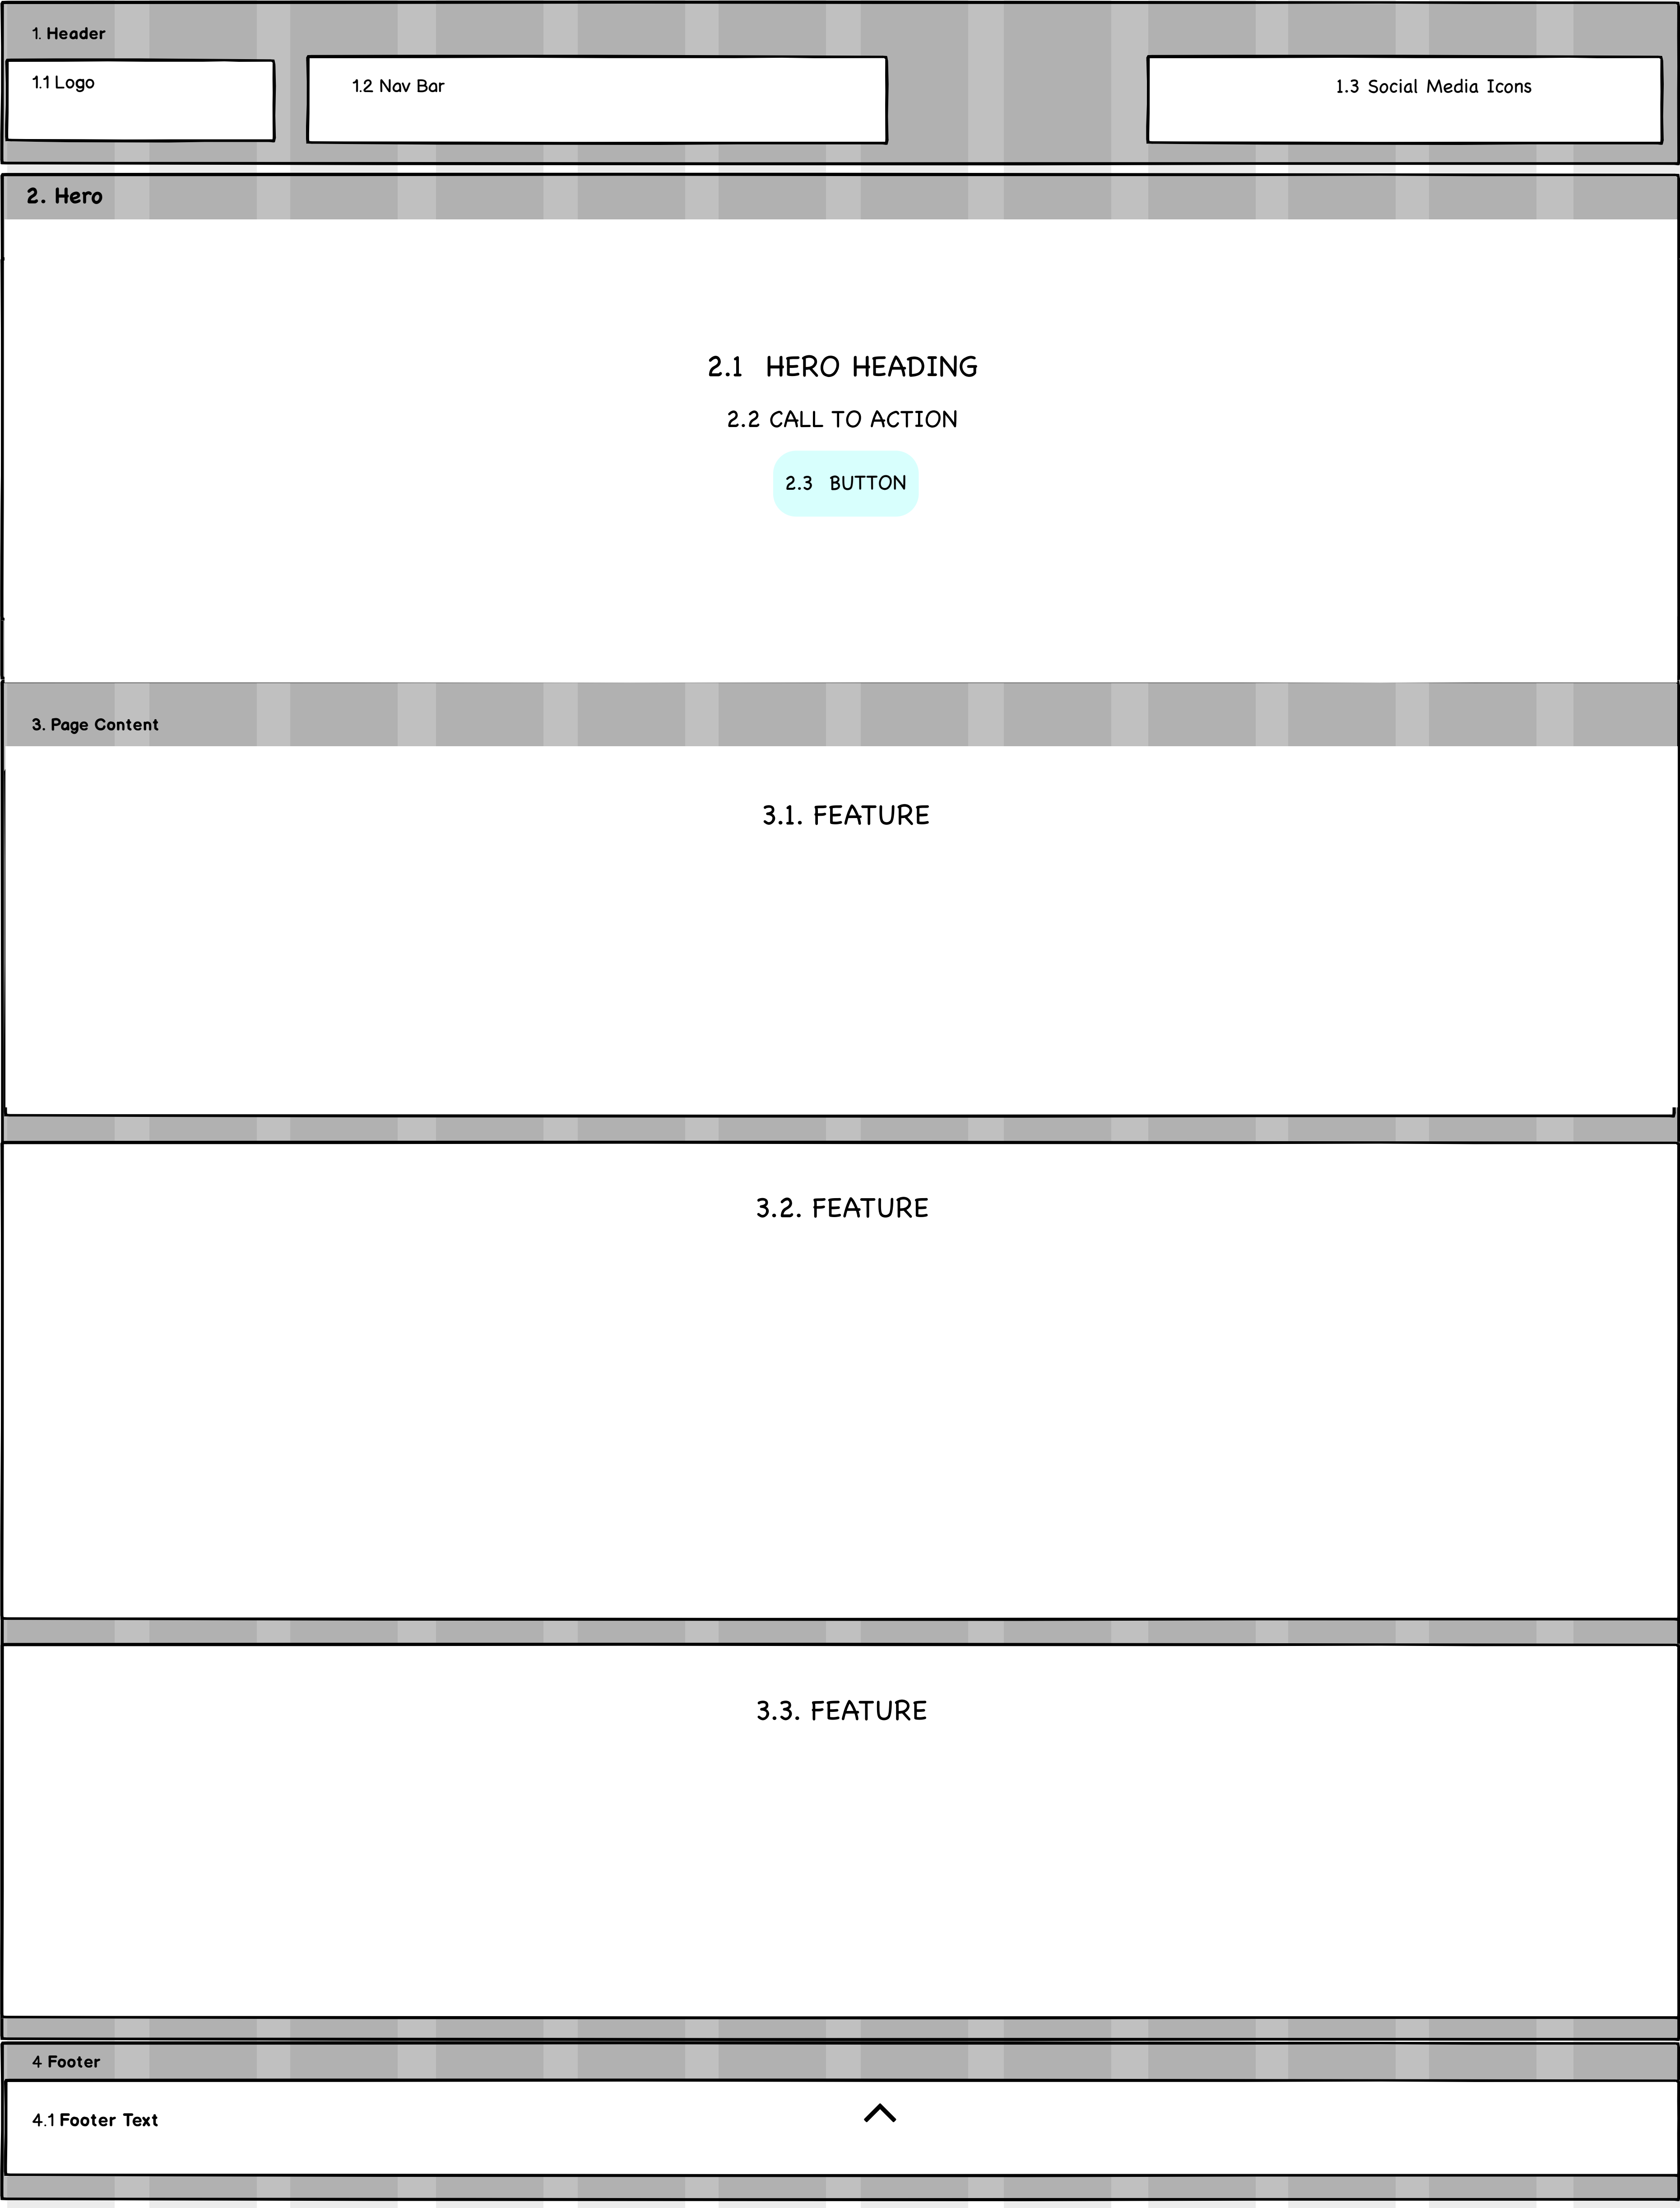 1. Header
1.1 Logo
1.2 Nav Bar
1.3 Social Media Icons
2. Hero
2.1 HERO HEADING
2.2 CALL TO ACTION
2.3 BUTTON
3. Page Content
3.1. FEATURE
3.2. FEATURE
3.3. FEATURE
4 Footer
4.1 Footer Text